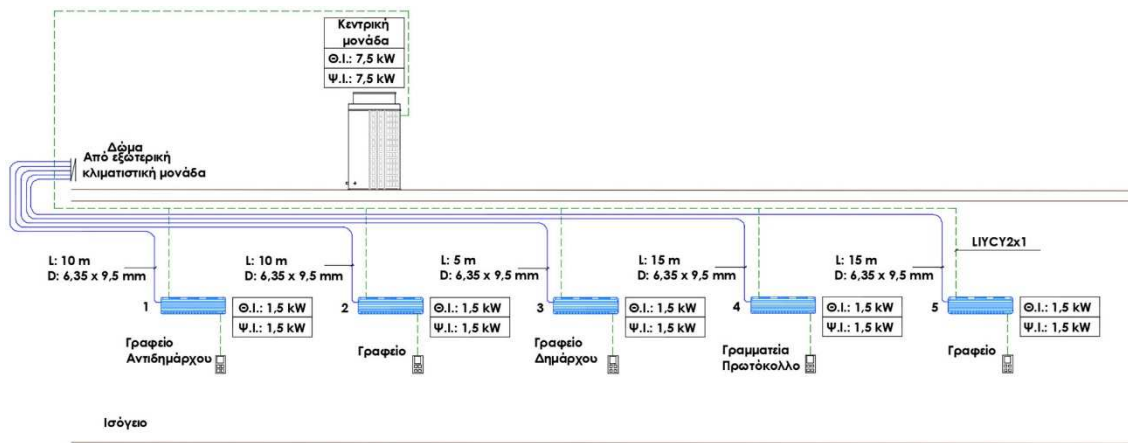 Κεντρική
μονάδα
Θ.Ι.: 7,5 kW
Ψ.Ι.: 7,5 kW
Δώμα
Από εξωτερική
κλιματιστική μονάδα
LIYCY2x1
L: 10 m
D: 6,35 x 9,5 mm
L: 10 m
D: 6,35 x 9,5 mm
L: 5 m
D: 6,35 x 9,5 mm
L: 15 m
D: 6,35 x 9,5 mm
L: 15 m
D: 6,35 x 9,5 mm
1
Θ.Ι.: 1,5 kW
Ψ.Ι.: 1,5 kW
2
Θ.Ι.: 1,5 kW
Ψ.Ι.: 1,5 kW
3
Θ.Ι.: 1,5 kW
Ψ.Ι.: 1,5 kW
4
Θ.Ι.: 1,5 kW
Ψ.Ι.: 1,5 kW
5
Θ.Ι.: 1,5 kW
Ψ.Ι.: 1,5 kW
Γραφείο
Αντιδημάρχου
Γραφείο
Γραφείο
Δημάρχου
Γραμματεία
Πρωτόκολλο
Γραφείο
Ισόγειο